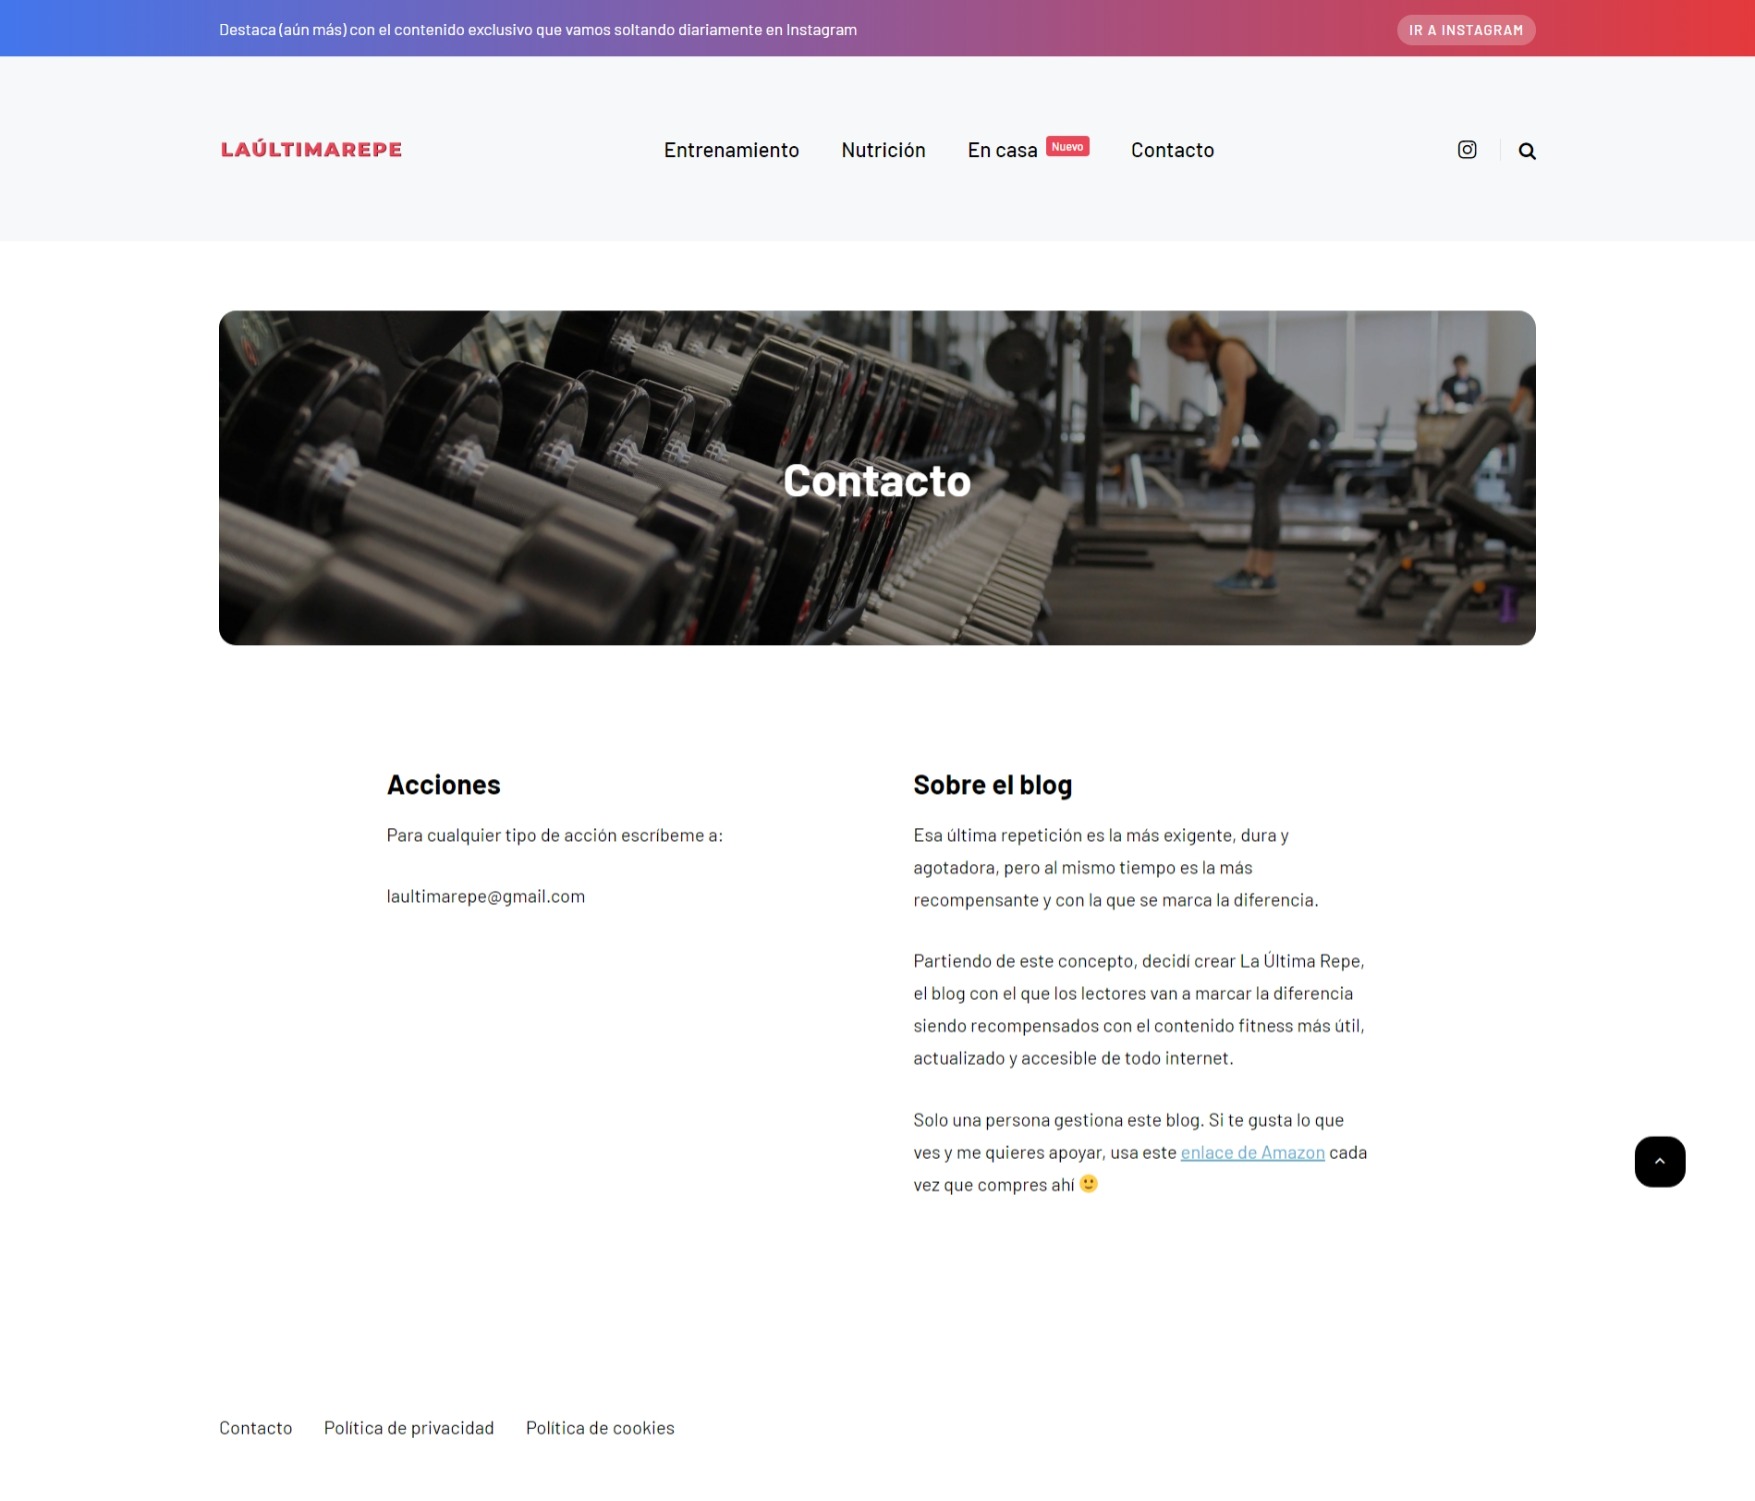 Destaca (aún más) con el contenido exclusivo que vamos soltando diariamente en Instagram
IR A INSTAGRAM
LAÚLTIMAREPE
Entrenamiento
Nutrición
En casa
Nuevo
Contacto
Contacto
Acciones
Para cualquier tipo de acción escríbeme a:
laultimarepe@gmail.com
Sobre el blog
Esa última repetición es la más exigente, dura y
agotadora, pero al mismo tiempo es la más
recompensante y con la que se marca la diferencia.
Partiendo de este concepto, decidí crear La Última Repe,
el blog con el que los lectores van a marcar la diferencia
siendo recompensados con el contenido fitness más útil,
actualizado y accesible de todo internet.
Solo una persona gestiona este blog. Si te gusta lo que
ves y me quieres apoyar, usa este enlace de Amazon cada
vez que compres ahí 🙂
Contacto
Política de privacidad
Política de cookies